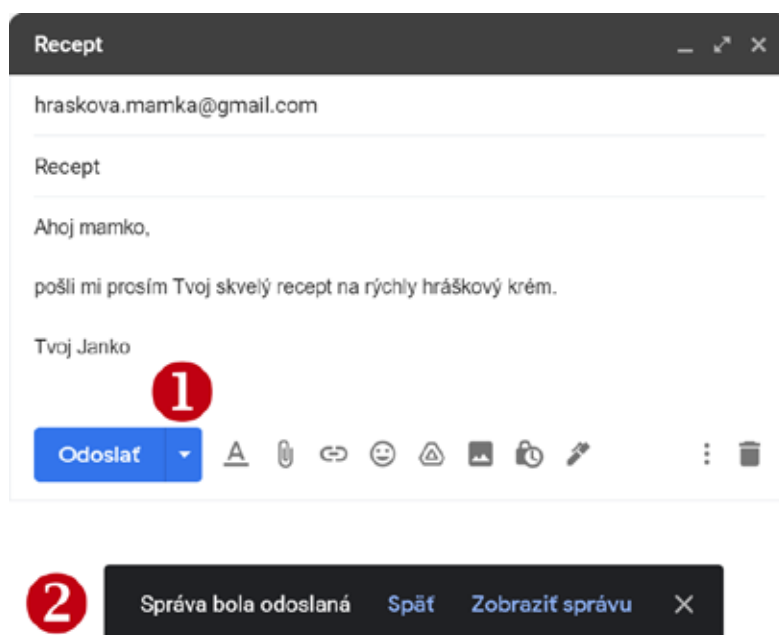 Recept
hraskova.mamka@gmail.com
Recept
Ahoj mamko,
pošli mi prosím Tvoj skvelý recept na rýchly hráškový krém.
Tvoj Janko
1
Odoslať
2
Správa bola odoslaná Späť Zobraziť správu